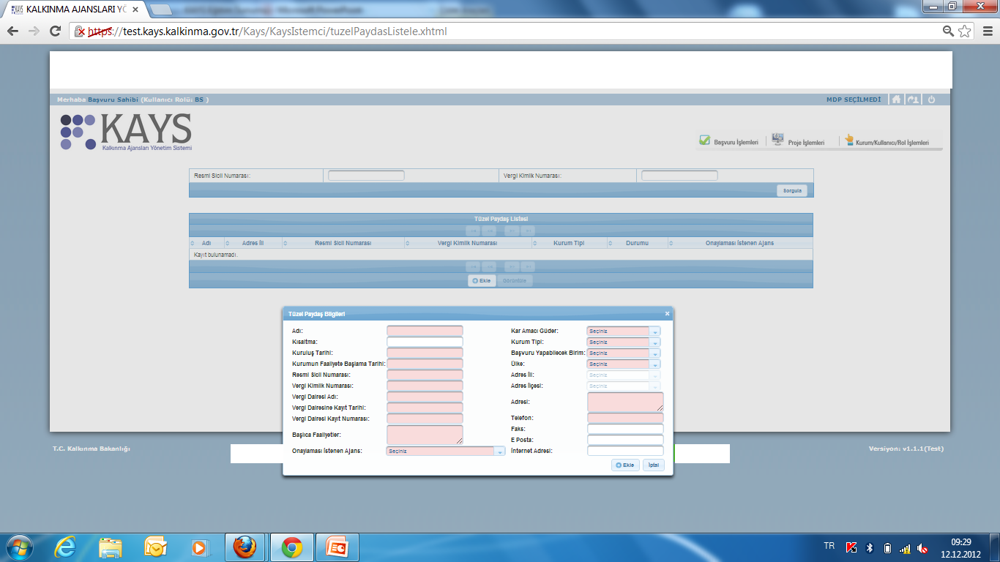 KALKINMA AJANSLARI YÖ
https://test.kays.kalkinma.gov.tr/Kays/KaysIstemci/tuzelPaydasListele.xhtml
Merhaba Başvuru Sahibi (Kullanıcı Rolü: BS ) MDP SEÇİLMEDİ
KAYS
Kalkınma Ajansları Yönetim Sistemi
Başvuru İşlemleri Proje İşlemleri Kurum/Kullanıcı/Rol İşlemleri
Resmi Sicil Numarası: Vergi Kimlik Numarası:
Sorgula
Tüzel Paydaş Listesi
Adı Adres İli Resmi Sicil Numarası Vergi Kimlik Numarası Kurum Tipi Durumu Onaylaması İstenen Ajans
Kayıt bulunamadı.
Ekle Görüntüle
Tüzel Paydaş Bilgileri
Adı: Kar Amacı Güder: Seçiniz
Kısaltma: Kurum Tipi: Seçiniz
Kuruluş Tarihi: Başvuru Yapabilecek Birim: Seçiniz
Kurumun Faaliyete Başlama Tarihi: Ülke: Seçiniz
Resmi Sicil Numarası: Adres İli: Seçiniz
Vergi Kimlik Numarası: Adres İlçesi: Seçiniz
Vergi Dairesi Adı: Adresi:
Vergi Dairesine Kayıt Tarihi:
Vergi Dairesi Kayıt Numarası: Telefon:
Başlıca Faaliyetler: Faks:
E Posta:
Onaylaması İstenen Ajans: Seçiniz İnternet Adresi:
Ekle İptal
T.C. Kalkınma Bakanlığı Versiyon: v1.1.1(Test)
TR 09:29
12.12.2012